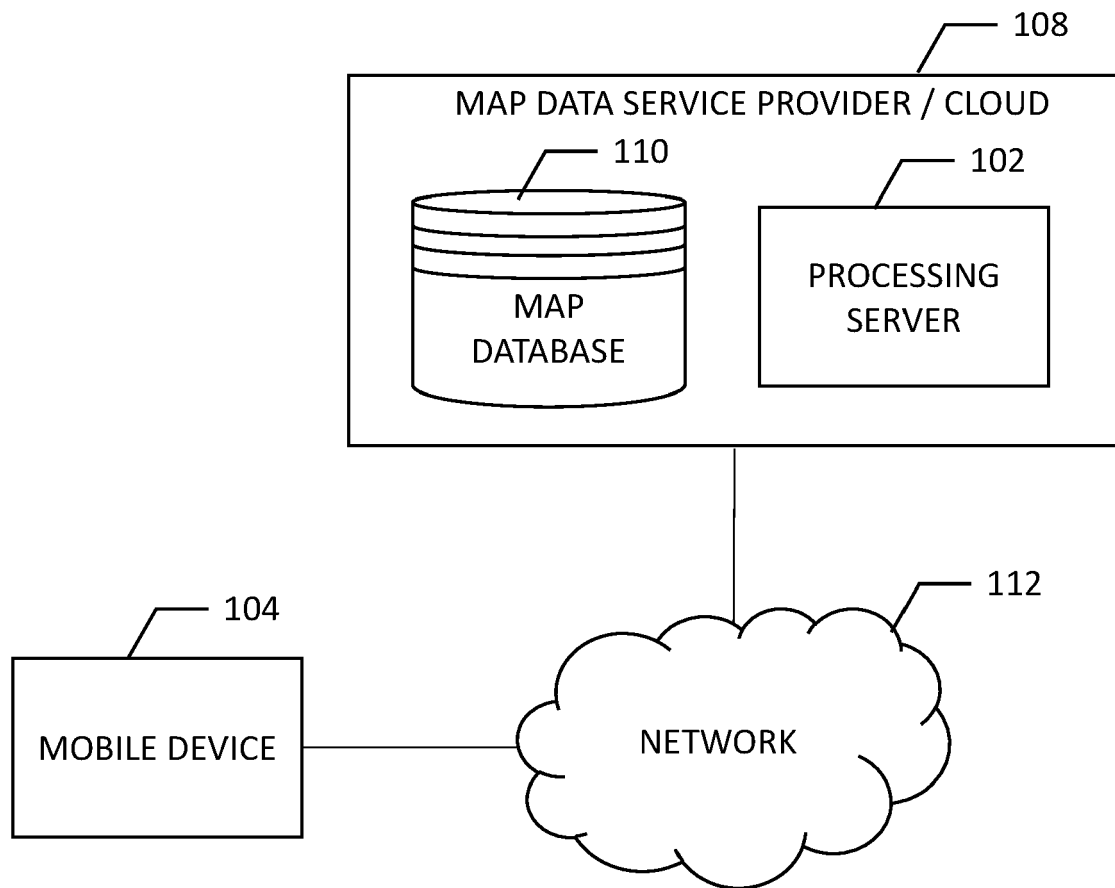 108
MAP DATA SERVICE PROVIDER / CLOUD
110
102
MAP
DATABASE
PROCESSING
SERVER
104
112
MOBILE DEVICE
NETWORK